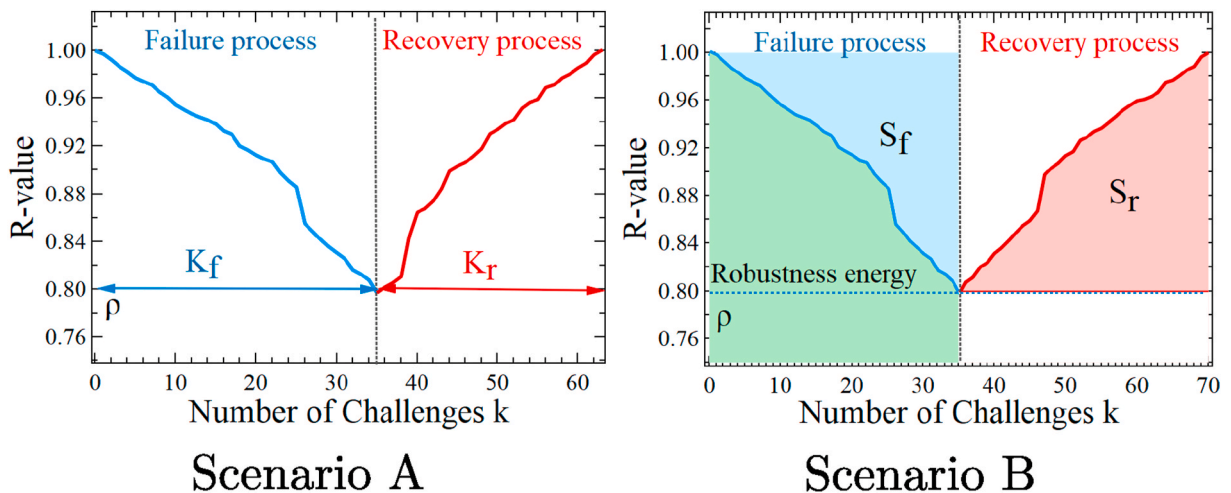 Failure process
Recovery process
R-value
1.00
0.96
0.92
0.88
0.84
0.80
0.76
Kf
Kr
ρ
0
10
20
30
40
50
60
Number of Challenges k
Scenario A
Failure process
Recovery process
R-value
1.00
0.96
0.92
0.88
0.84
0.80
0.76
Sf
Sr
Robustness energy
ρ
0
10
20
30
40
50
60
70
Number of Challenges k
Scenario B